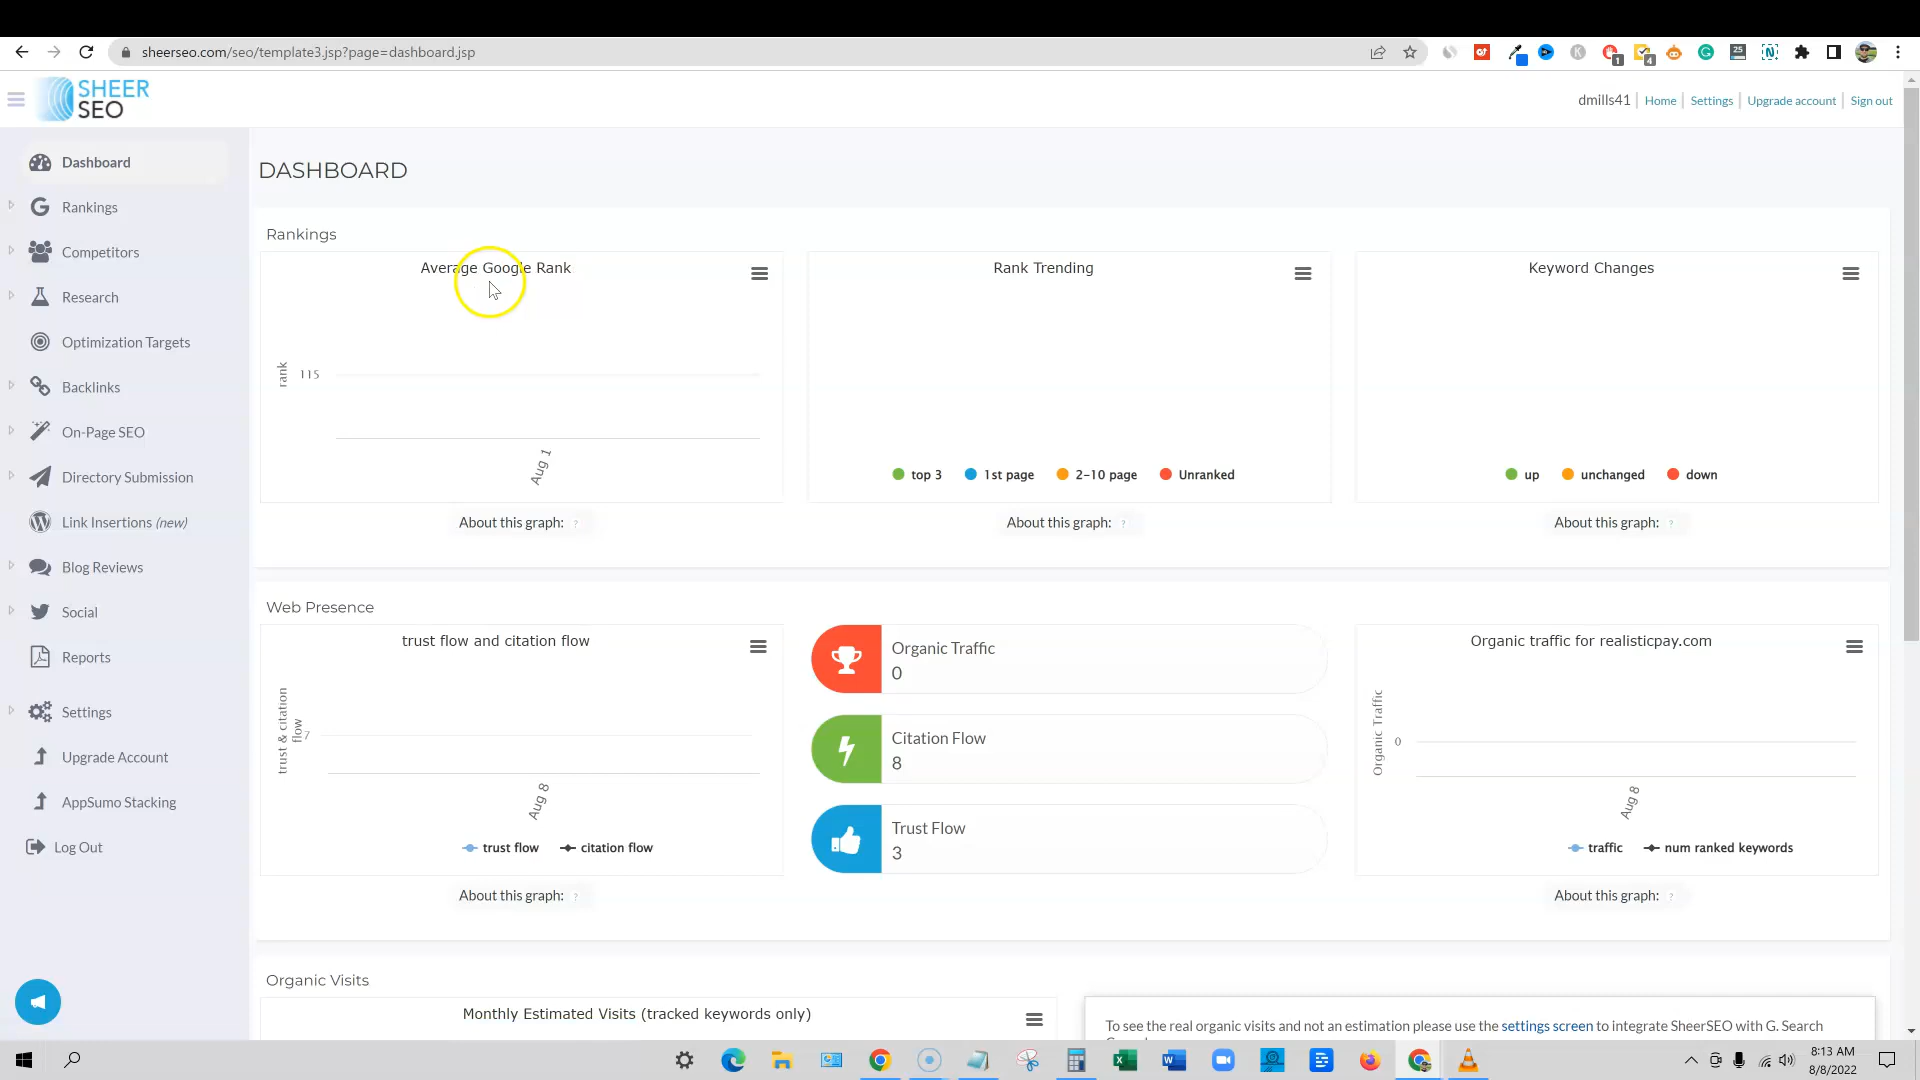 sheerseo.com/seo/template3.jsp?page=dashboard.jsp
1
4
25
SHEER
SEO
dmills41 Home Settings Upgrade account Sign out
Dashboard
Rankings
Competitors
Research
Optimization Targets
Backlinks
On-Page SEO
Directory Submission
Link Insertions (new)
Blog Reviews
Social
Reports
Settings
Upgrade Account
AppSumo Stacking
Log Out
DASHBOARD
Rankings
Average Google Rank
rank
115
Aug 1
About this graph: ?
Rank Trending
top 3 1st page 2-10 page Unranked
About this graph: ?
Keyword Changes
up unchanged down
About this graph: ?
Web Presence
trust flow and citation flow
trust & citation
flow
7
Aug 8
trust flow citation flow
About this graph: ?
Organic Traffic
0
Citation Flow
8
Trust Flow
3
Organic traffic for realisticpay.com
Organic Traffic
0
Aug 8
traffic num ranked keywords
About this graph: ?
Organic Visits
Monthly Estimated Visits (tracked keywords only)
To see the real organic visits and not an estimation please use the settings screen to integrate SheerSEO with G. Search
8:13 AM
8/8/2022